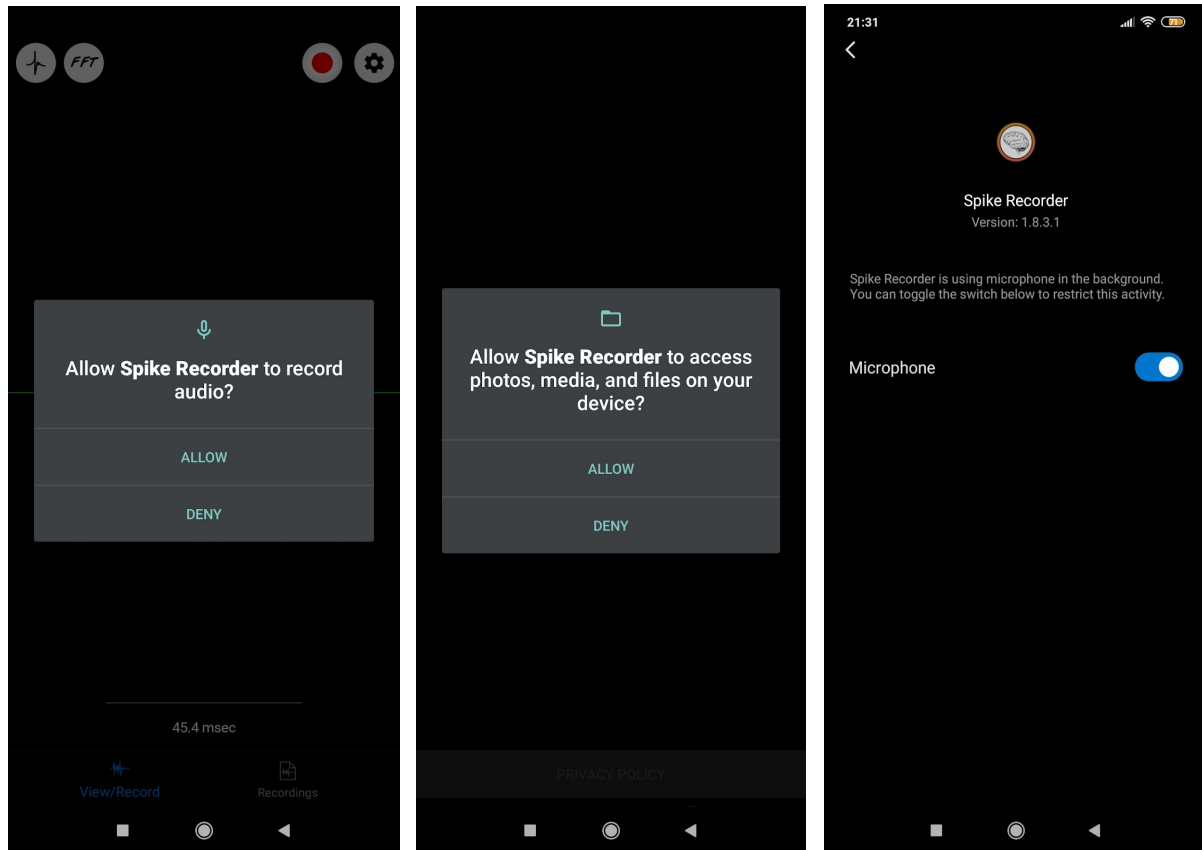 FFT
Allow Spike Recorder to record
audio?
ALLOW
DENY
45.4 msec
View/Record
Recordings
Allow Spike Recorder to access
photos, media, and files on your
device?
ALLOW
DENY
PRIVACY POLICY
21:31
71
Spike Recorder
Version: 1.8.3.1
Spike Recorder is using microphone in the background.
You can toggle the switch below to restrict this activity.
Microphone